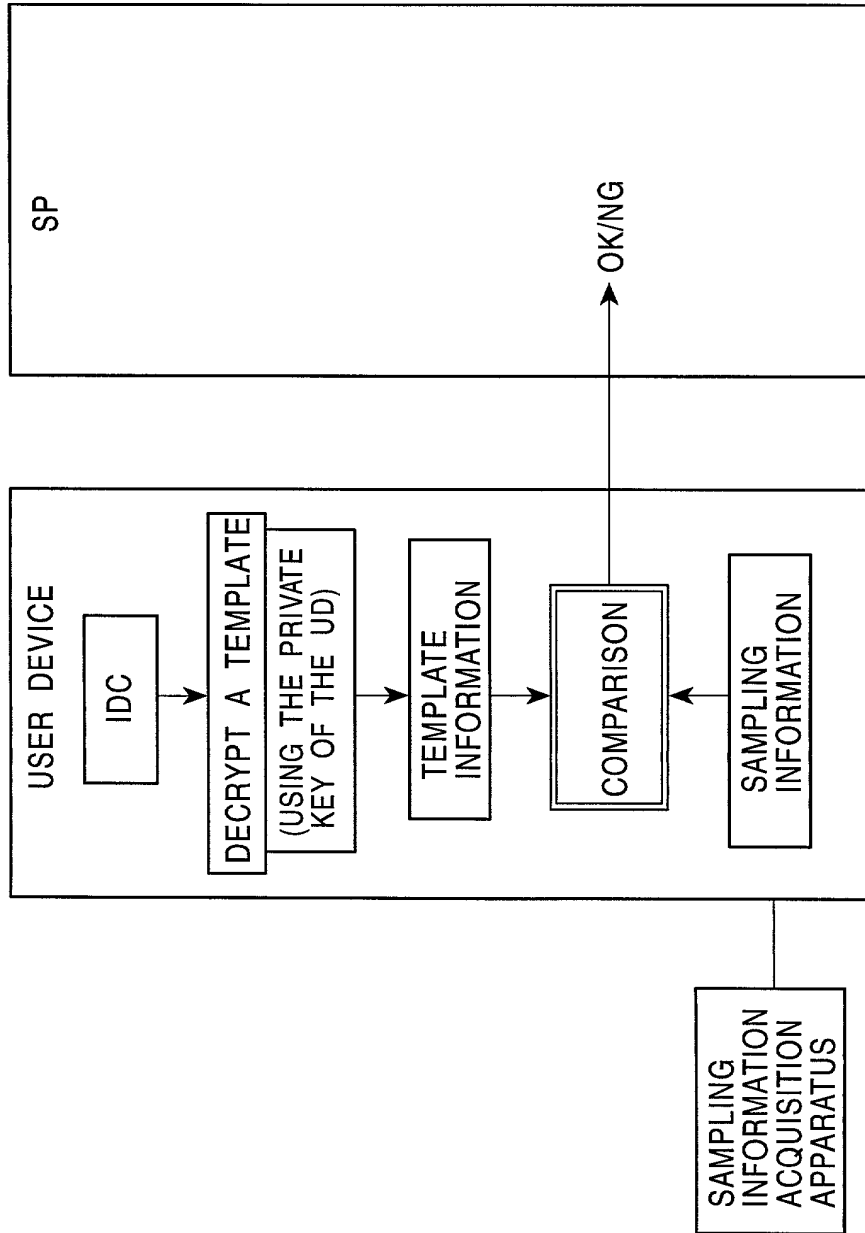 USER DEVICE
IDC
DECRYPT A TEMPLATE
(USING THE PRIVATE
KEY OF THE UD)
TEMPLATE
INFORMATION
COMPARISON
SAMPLING
INFORMATION
SAMPLING
INFORMATION
ACQUISITION
APPARATUS
SP
OK/NG